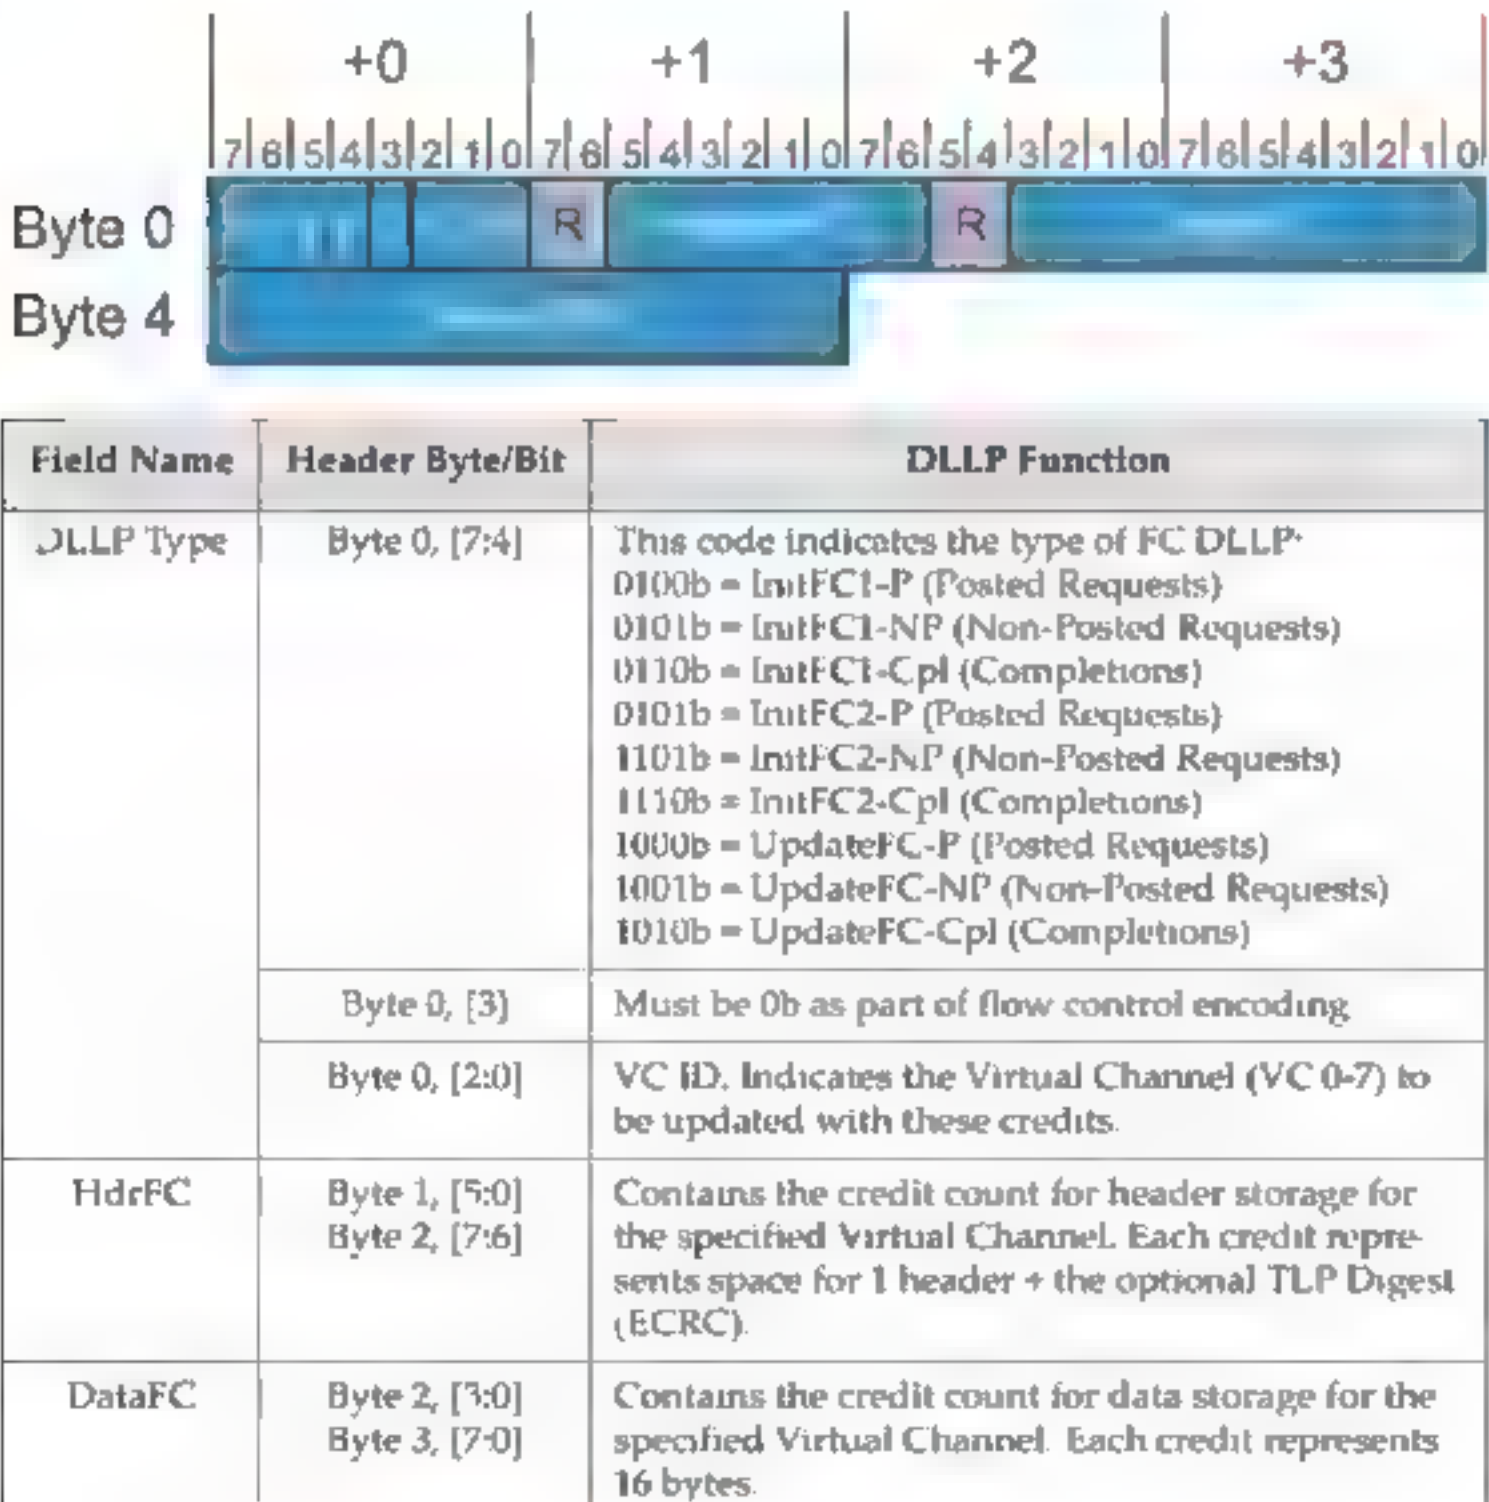 +0 +1 +2 +3
7 6 5 4 3 2 1 0 7 6 5 4 3 2 1 0 7 6 5 4 3 2 1 0 7 6 5 4 3 2 1 0
Byte 0 R R
Byte 4
Field Name Header Byte/Bit DLLP Function
DLLP Type Byte 0, [7:4] This code indicates the type of FC DLLP:
0100b = InitFC1-P (Posted Requests)
0101b = InitFC1-NP (Non-Posted Requests)
0110b = InitFC1-Cpl (Completions)
0101b = InitFC2-P (Posted Requests)
1101b = InitFC2-NP (Non-Posted Requests)
1110b = InitFC2-Cpl (Completions)
1000b = UpdateFC-P (Posted Requests)
1001b = UpdateFC-NP (Non-Posted Requests)
1010b = UpdateFC-Cpl (Completions)
Byte 0, [3] Must be 0b as part of flow control encoding
Byte 0, [2:0] VC ID. Indicates the Virtual Channel (VC 0-7) to
be updated with these credits.
HdrFC Byte 1, [5:0] Contains the credit count for header storage for
Byte 2, [7:6] the specified Virtual Channel. Each credit repre-
sents space for 1 header + the optional TLP Digest
(ECRC).
DataFC Byte 2, [3:0] Contains the credit count for data storage for the
Byte 3, [7:0] specified Virtual Channel. Each credit represents
16 bytes.